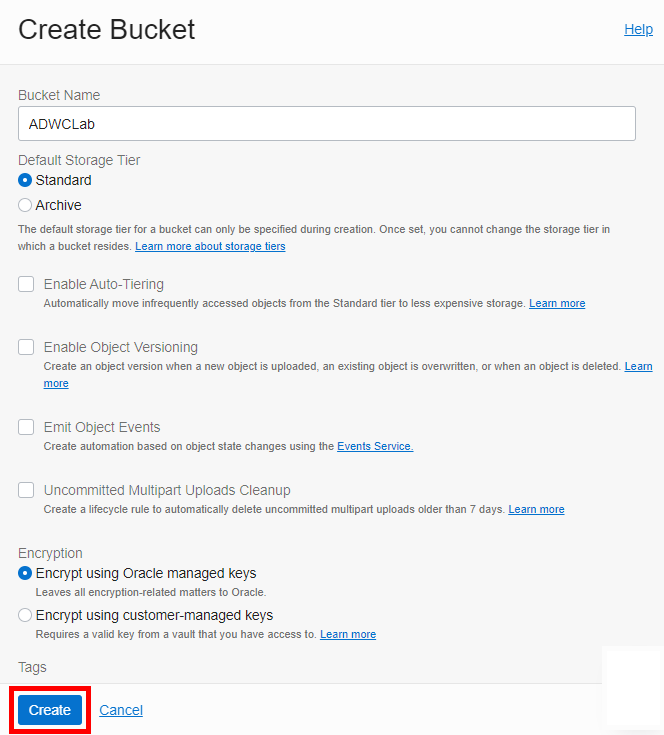 Create Bucket
Help
Bucket Name
ADWCLab
Default Storage Tier
Standard
Archive
The default storage tier for a bucket can only be specified during creation. Once set, you cannot change the storage tier in
which a bucket resides. Learn more about storage tiers
Enable Auto-Tiering
Automatically move infrequently accessed objects from the Standard tier to less expensive storage. Learn more
Enable Object Versioning
Create an object version when a new object is uploaded, an existing object is overwritten, or when an object is deleted. Learn
more
Emit Object Events
Create automation based on object state changes using the Events Service.
Uncommitted Multipart Uploads Cleanup
Create a lifecycle rule to automatically delete uncommitted multipart uploads older than 7 days. Learn more
Encryption
Encrypt using Oracle managed keys
Leaves all encryption-related matters to Oracle.
Encrypt using customer-managed keys
Requires a valid key from a vault that you have access to. Learn more
Tags
Create Cancel